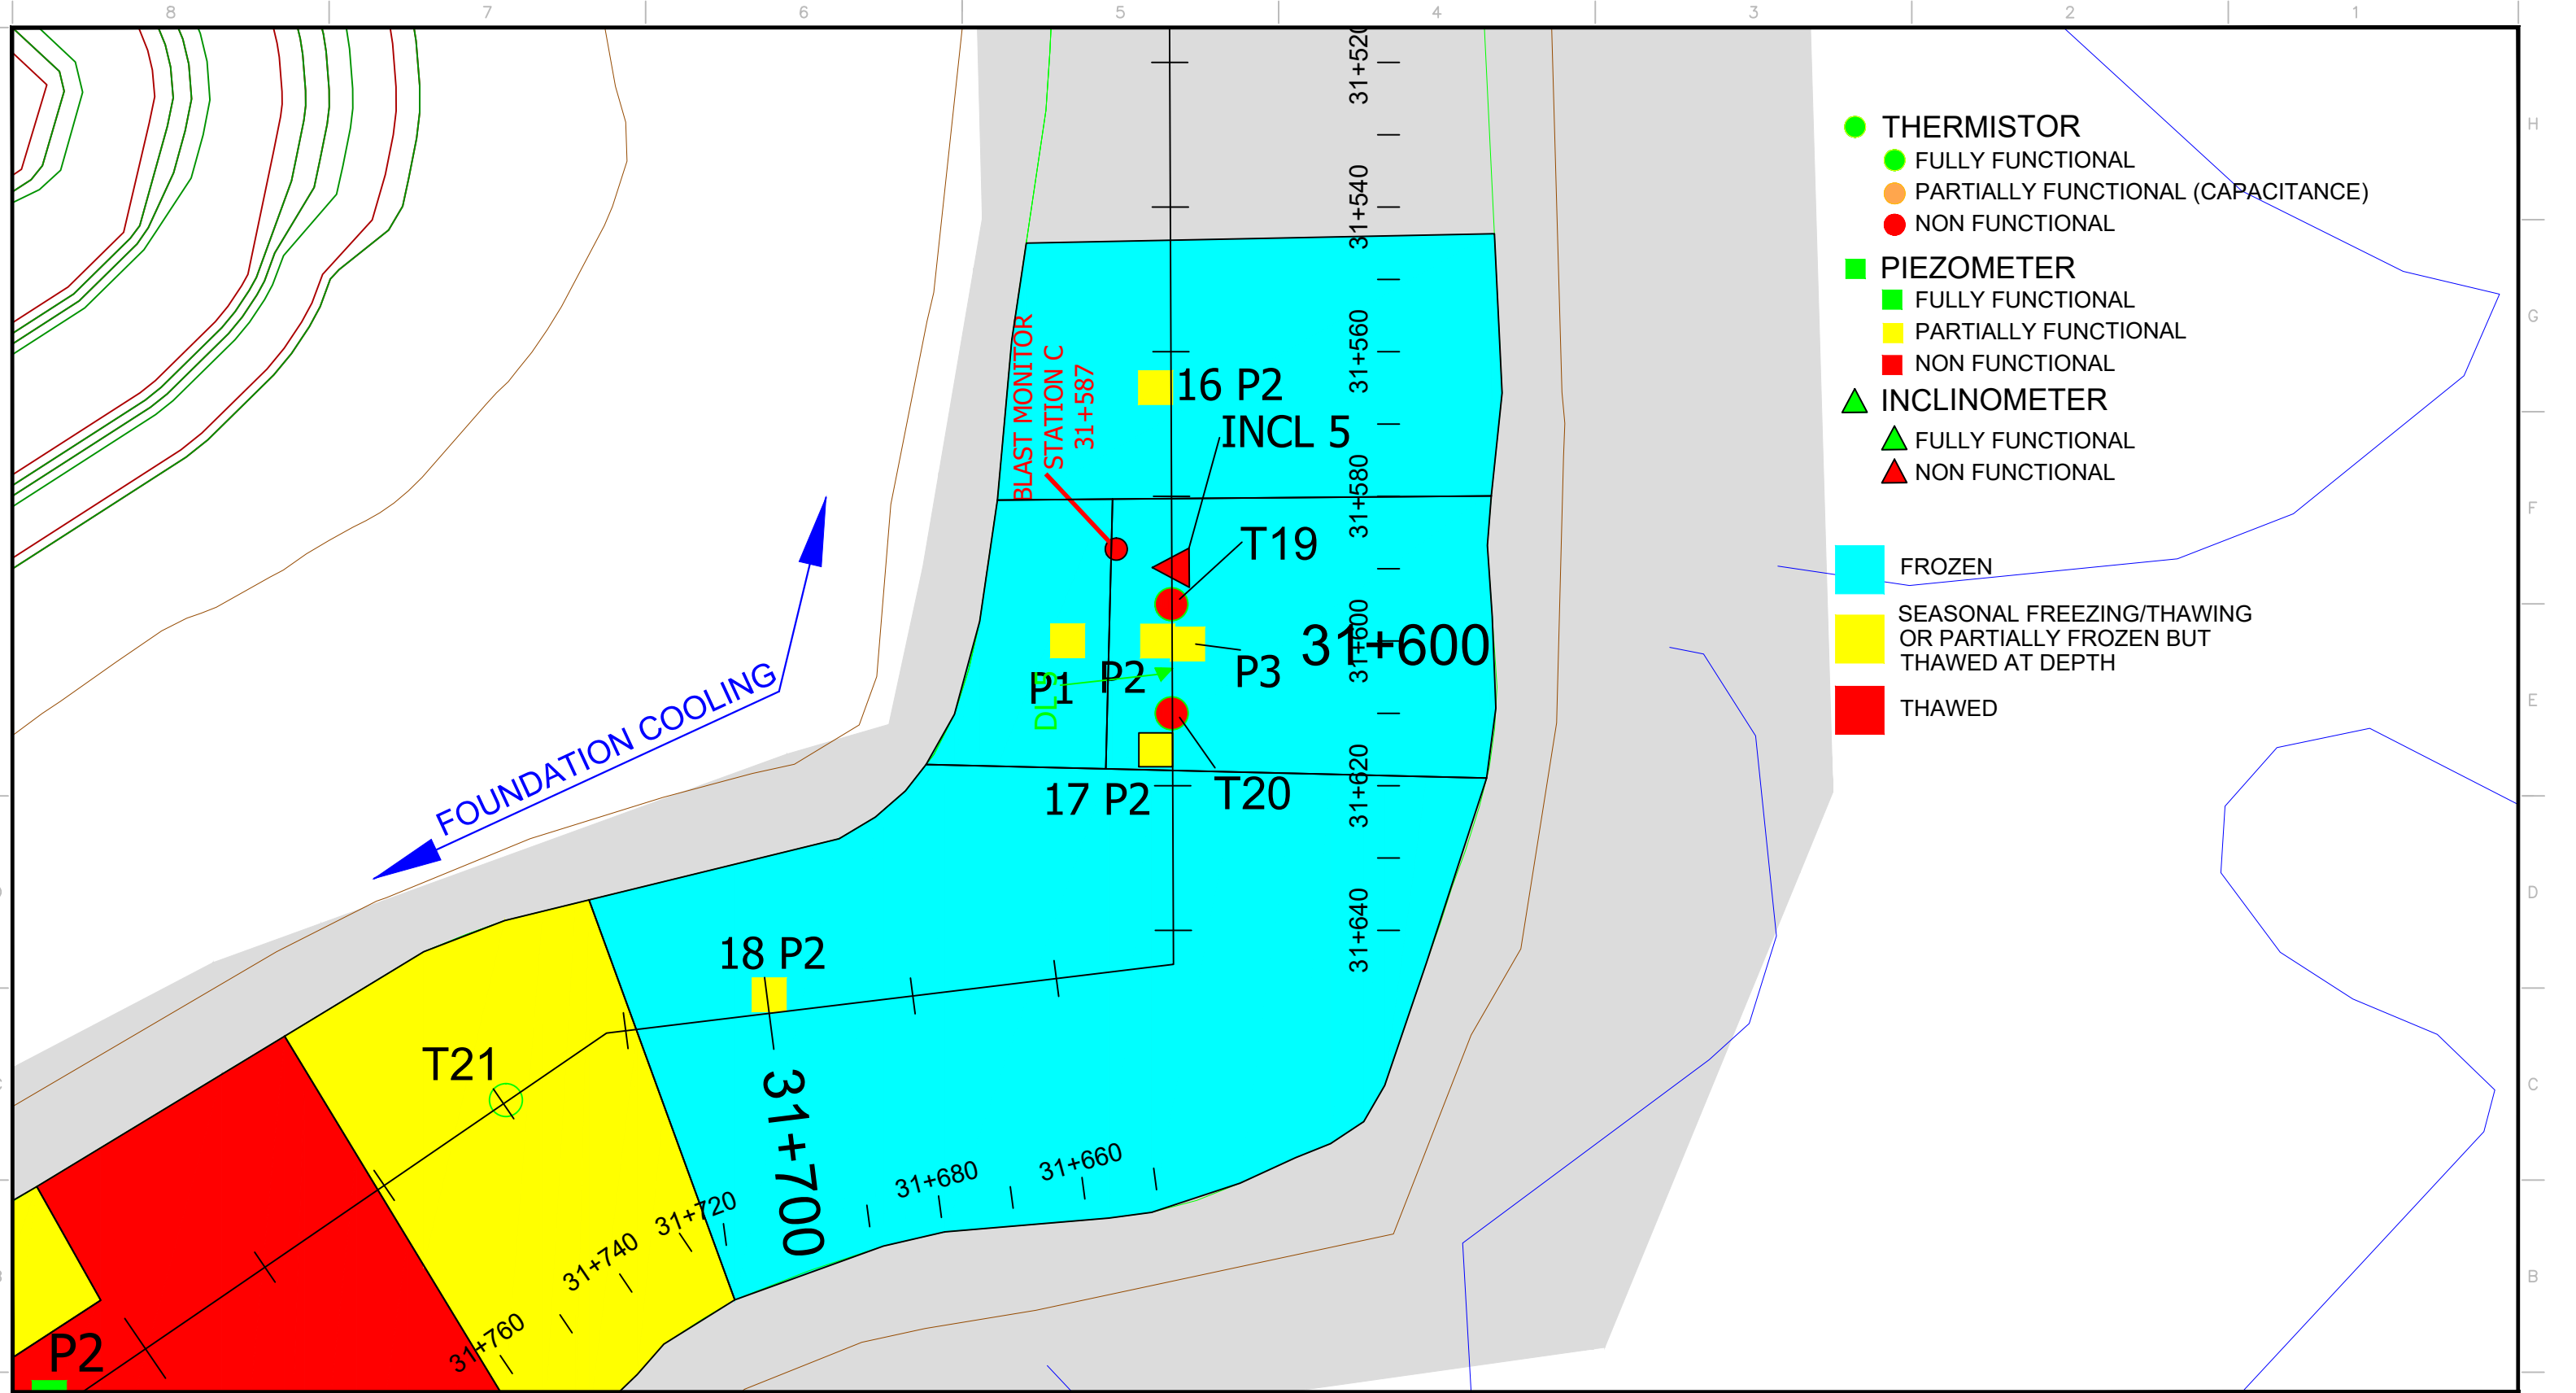 8 7 6 5 4 3 2 1
H
G
F
E
D
C
B
31+520
31+540
31+560
31+580
31+600
31+620
31+640
THERMISTOR
FULLY FUNCTIONAL
PARTIALLY FUNCTIONAL (CAPACITANCE)
NON FUNCTIONAL
PIEZOMETER
FULLY FUNCTIONAL
PARTIALLY FUNCTIONAL
NON FUNCTIONAL
INCLINOMETER
FULLY FUNCTIONAL
NON FUNCTIONAL
FROZEN
SEASONAL FREEZING/THAWING
OR PARTIALLY FROZEN BUT
THAWED AT DEPTH
THAWED
BLAST MONITOR
STATION C
31+587
16 P2
INCL 5
T19
31+600
P1
P2
P3
17 P2
T20
FOUNDATION COOLING
18 P2
T21
31+700
31+660
31+680
31+720
31+740
31+760
P2